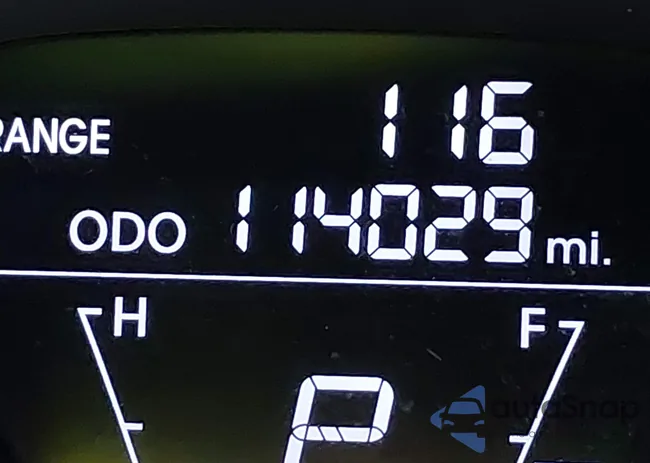 RANGE 116
ODO 114029 mi.
H F
P
autoSnap